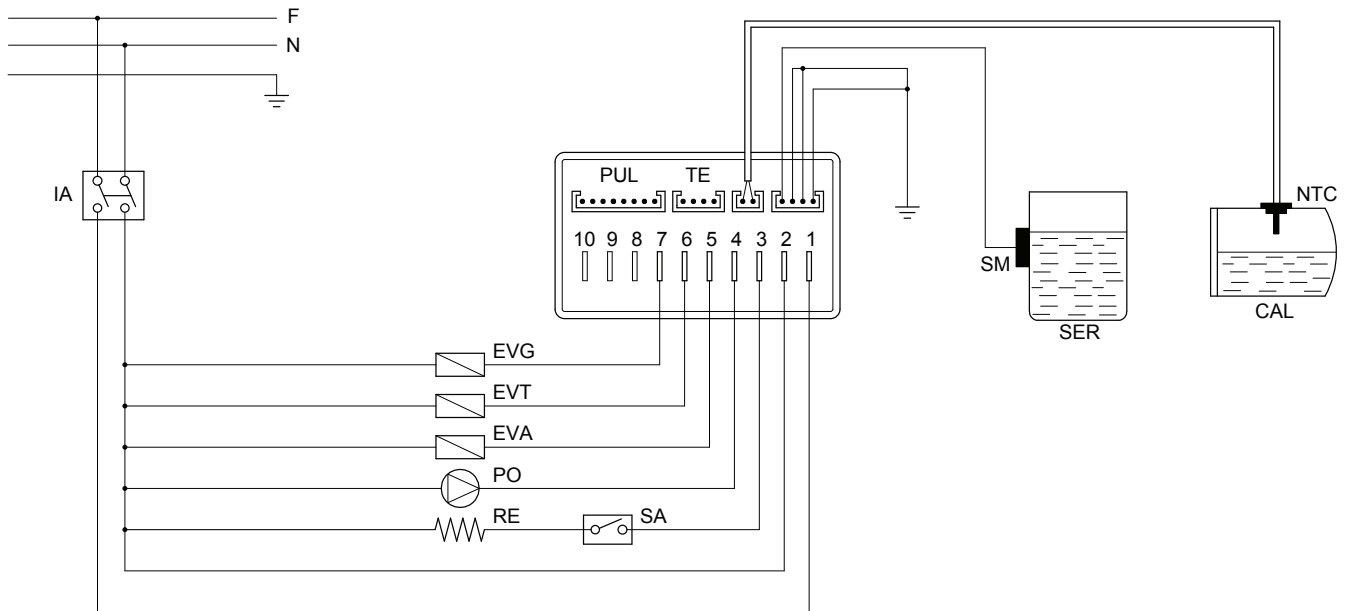 F
N
IA
PUL TE
10 9 8 7 6 5 4 3 2 1
NTC
SM
CAL
SER
EVG
EVT
EVA
PO
RE SA